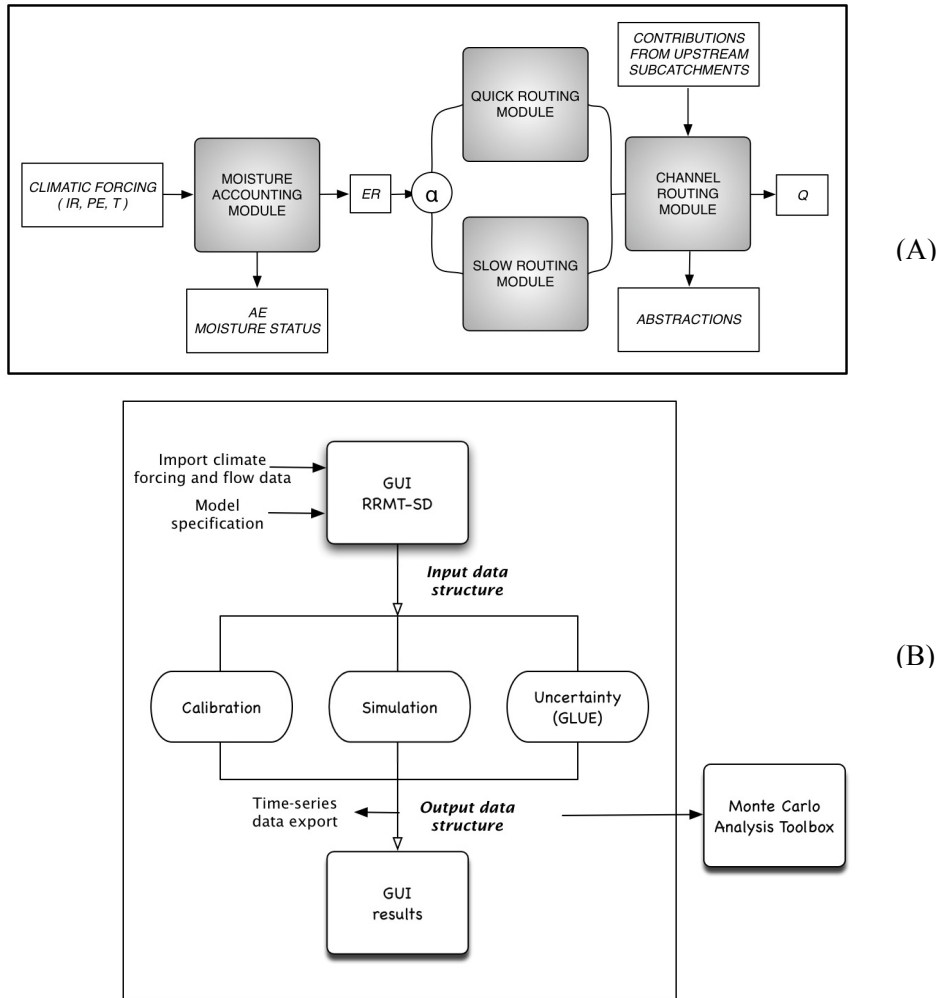 CONTRIBUTIONS
FROM UPSTREAM
SUBCATCHMENTS
QUICK ROUTING
MODULE
CLIMATIC FORCING
( IR, PE, T )
MOISTURE
ACCOUNTING
MODULE
ER
α
CHANNEL
ROUTING
MODULE
Q
SLOW ROUTING
MODULE
AE
MOISTURE STATUS
ABSTRACTIONS
(A)
Import climate
forcing and flow data
Model
specification
GUI
RRMT-SD
Input data
structure
Calibration
Simulation
Uncertainty
(GLUE)
(B)
Time-series
data export
Output data
structure
Monte Carlo
Analysis Toolbox
GUI
results